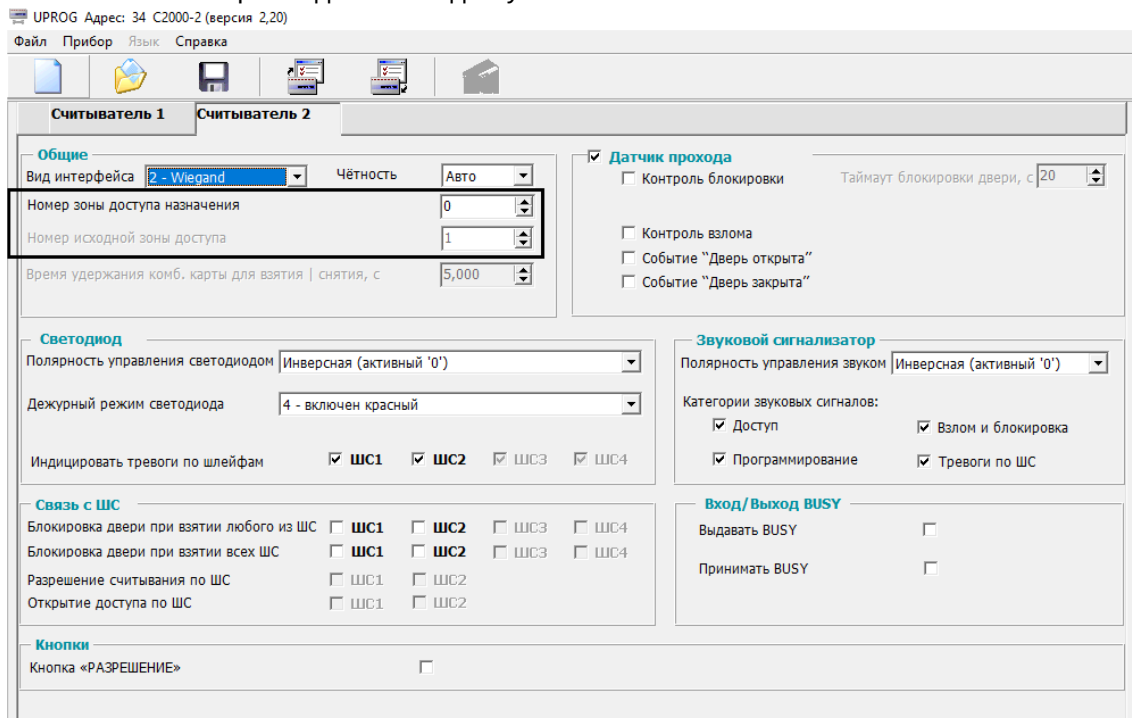 UPROG Адрес: 34 С2000-2 (версия 2,20)
Файл Прибор Язык Справка
Считыватель 1 Считыватель 2
Общие
Вид интерфейса 2 - Wiegand Чётность Авто
Номер зоны доступа назначения 0
Номер исходной зоны доступа 1
Время удержания комб. карты для взятия | снятия, с 5,000
Датчик прохода
Контроль блокировки Таймаут блокировки двери, с 20
Контроль взлома
Событие "Дверь открыта"
Событие "Дверь закрыта"
Светодиод
Полярность управления светодиодом Инверсная (активный '0')
Дежурный режим светодиода 4 - включен красный
Индицировать тревоги по шлейфам ШС1 ШС2 ШС3 ШС4
Звуковой сигнализатор
Полярность управления звуком Инверсная (активный '0')
Категории звуковых сигналов:
Доступ Взлом и блокировка
Программирование Тревоги по ШС
Связь с ШС
Блокировка двери при взятии любого из ШС ШС1 ШС2 ШС3 ШС4
Блокировка двери при взятии всех ШС ШС1 ШС2 ШС3 ШС4
Разрешение считывания по ШС ШС1 ШС2
Открытие доступа по ШС ШС1 ШС2
Вход/Выход BUSY
Выдавать BUSY
Принимать BUSY
Кнопки
Кнопка «РАЗРЕШЕНИЕ»